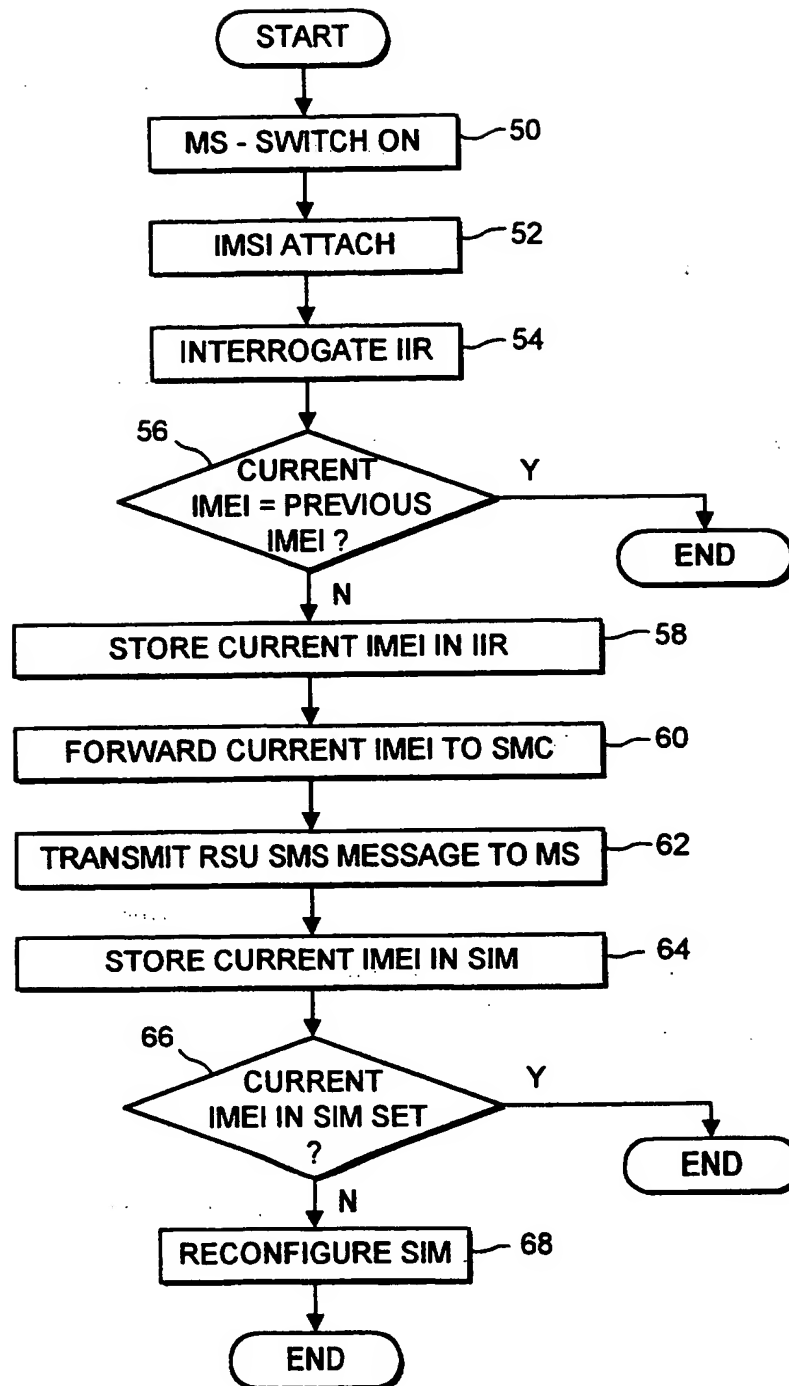 START
MS - SWITCH ON
50
IMSI ATTACH
52
INTERROGATE IIR
54
56
CURRENT
IMEI = PREVIOUS
IMEI ?
Y
END
N
STORE CURRENT IMEI IN IIR
58
FORWARD CURRENT IMEI TO SMC
60
TRANSMIT RSU SMS MESSAGE TO MS
62
STORE CURRENT IMEI IN SIM
64
66
CURRENT
IMEI IN SIM SET
?
Y
END
N
RECONFIGURE SIM
68
END